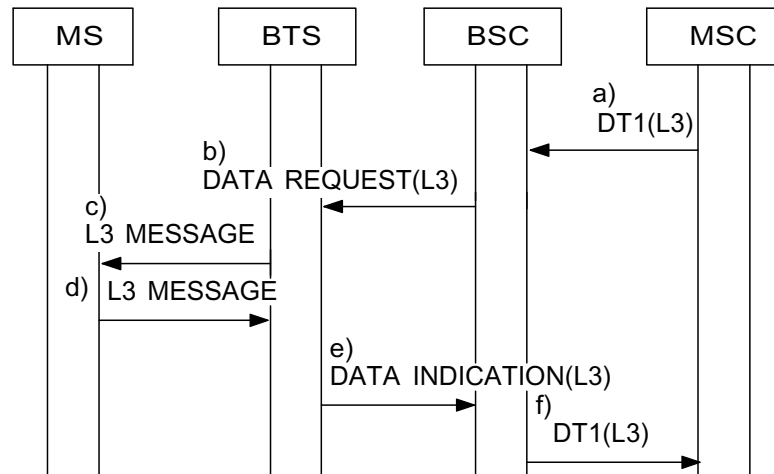 MS BTS BSC MSC
a)
DT1(L3)
b)
DATA REQUEST(L3)
c)
L3 MESSAGE
d) L3 MESSAGE
e)
DATA INDICATION(L3)
f)
DT1(L3)